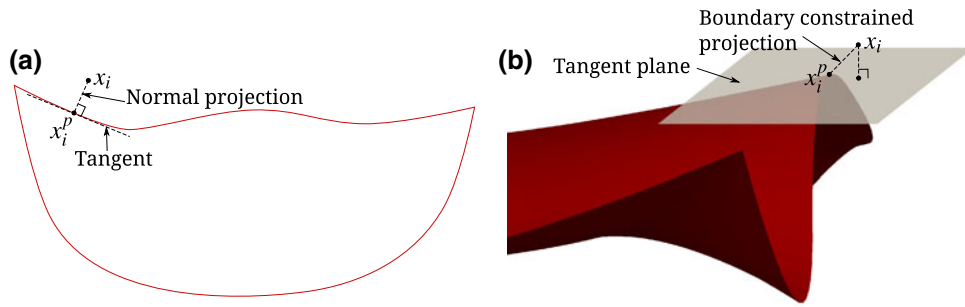 (a)
x_i
Normal projection
x_i^p
Tangent
(b)
Boundary constrained
projection
x_i
Tangent plane
x_i^p